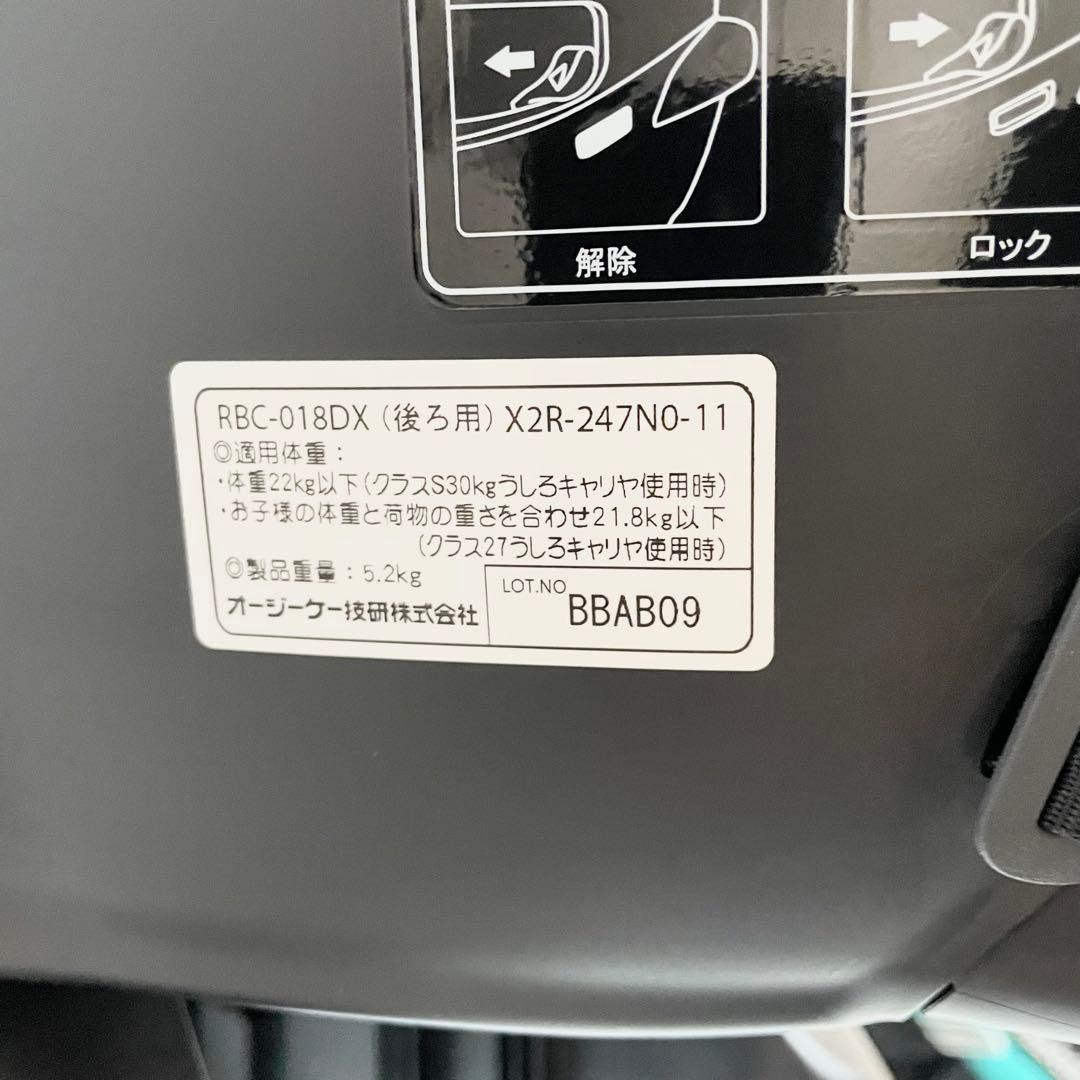 解除
ロック
RBC-018DX (後ろ用) X2R-247N0-11
◎適用体重：
・体重22kg以下(クラスS30kgうしろキャリヤ使用時)
・お子様の体重と荷物の重さを合わせ21.8kg以下
(クラス27うしろキャリヤ使用時)
◎製品重量：5.2kg
オージーケー技研株式会社
LOT.NO BBAB09